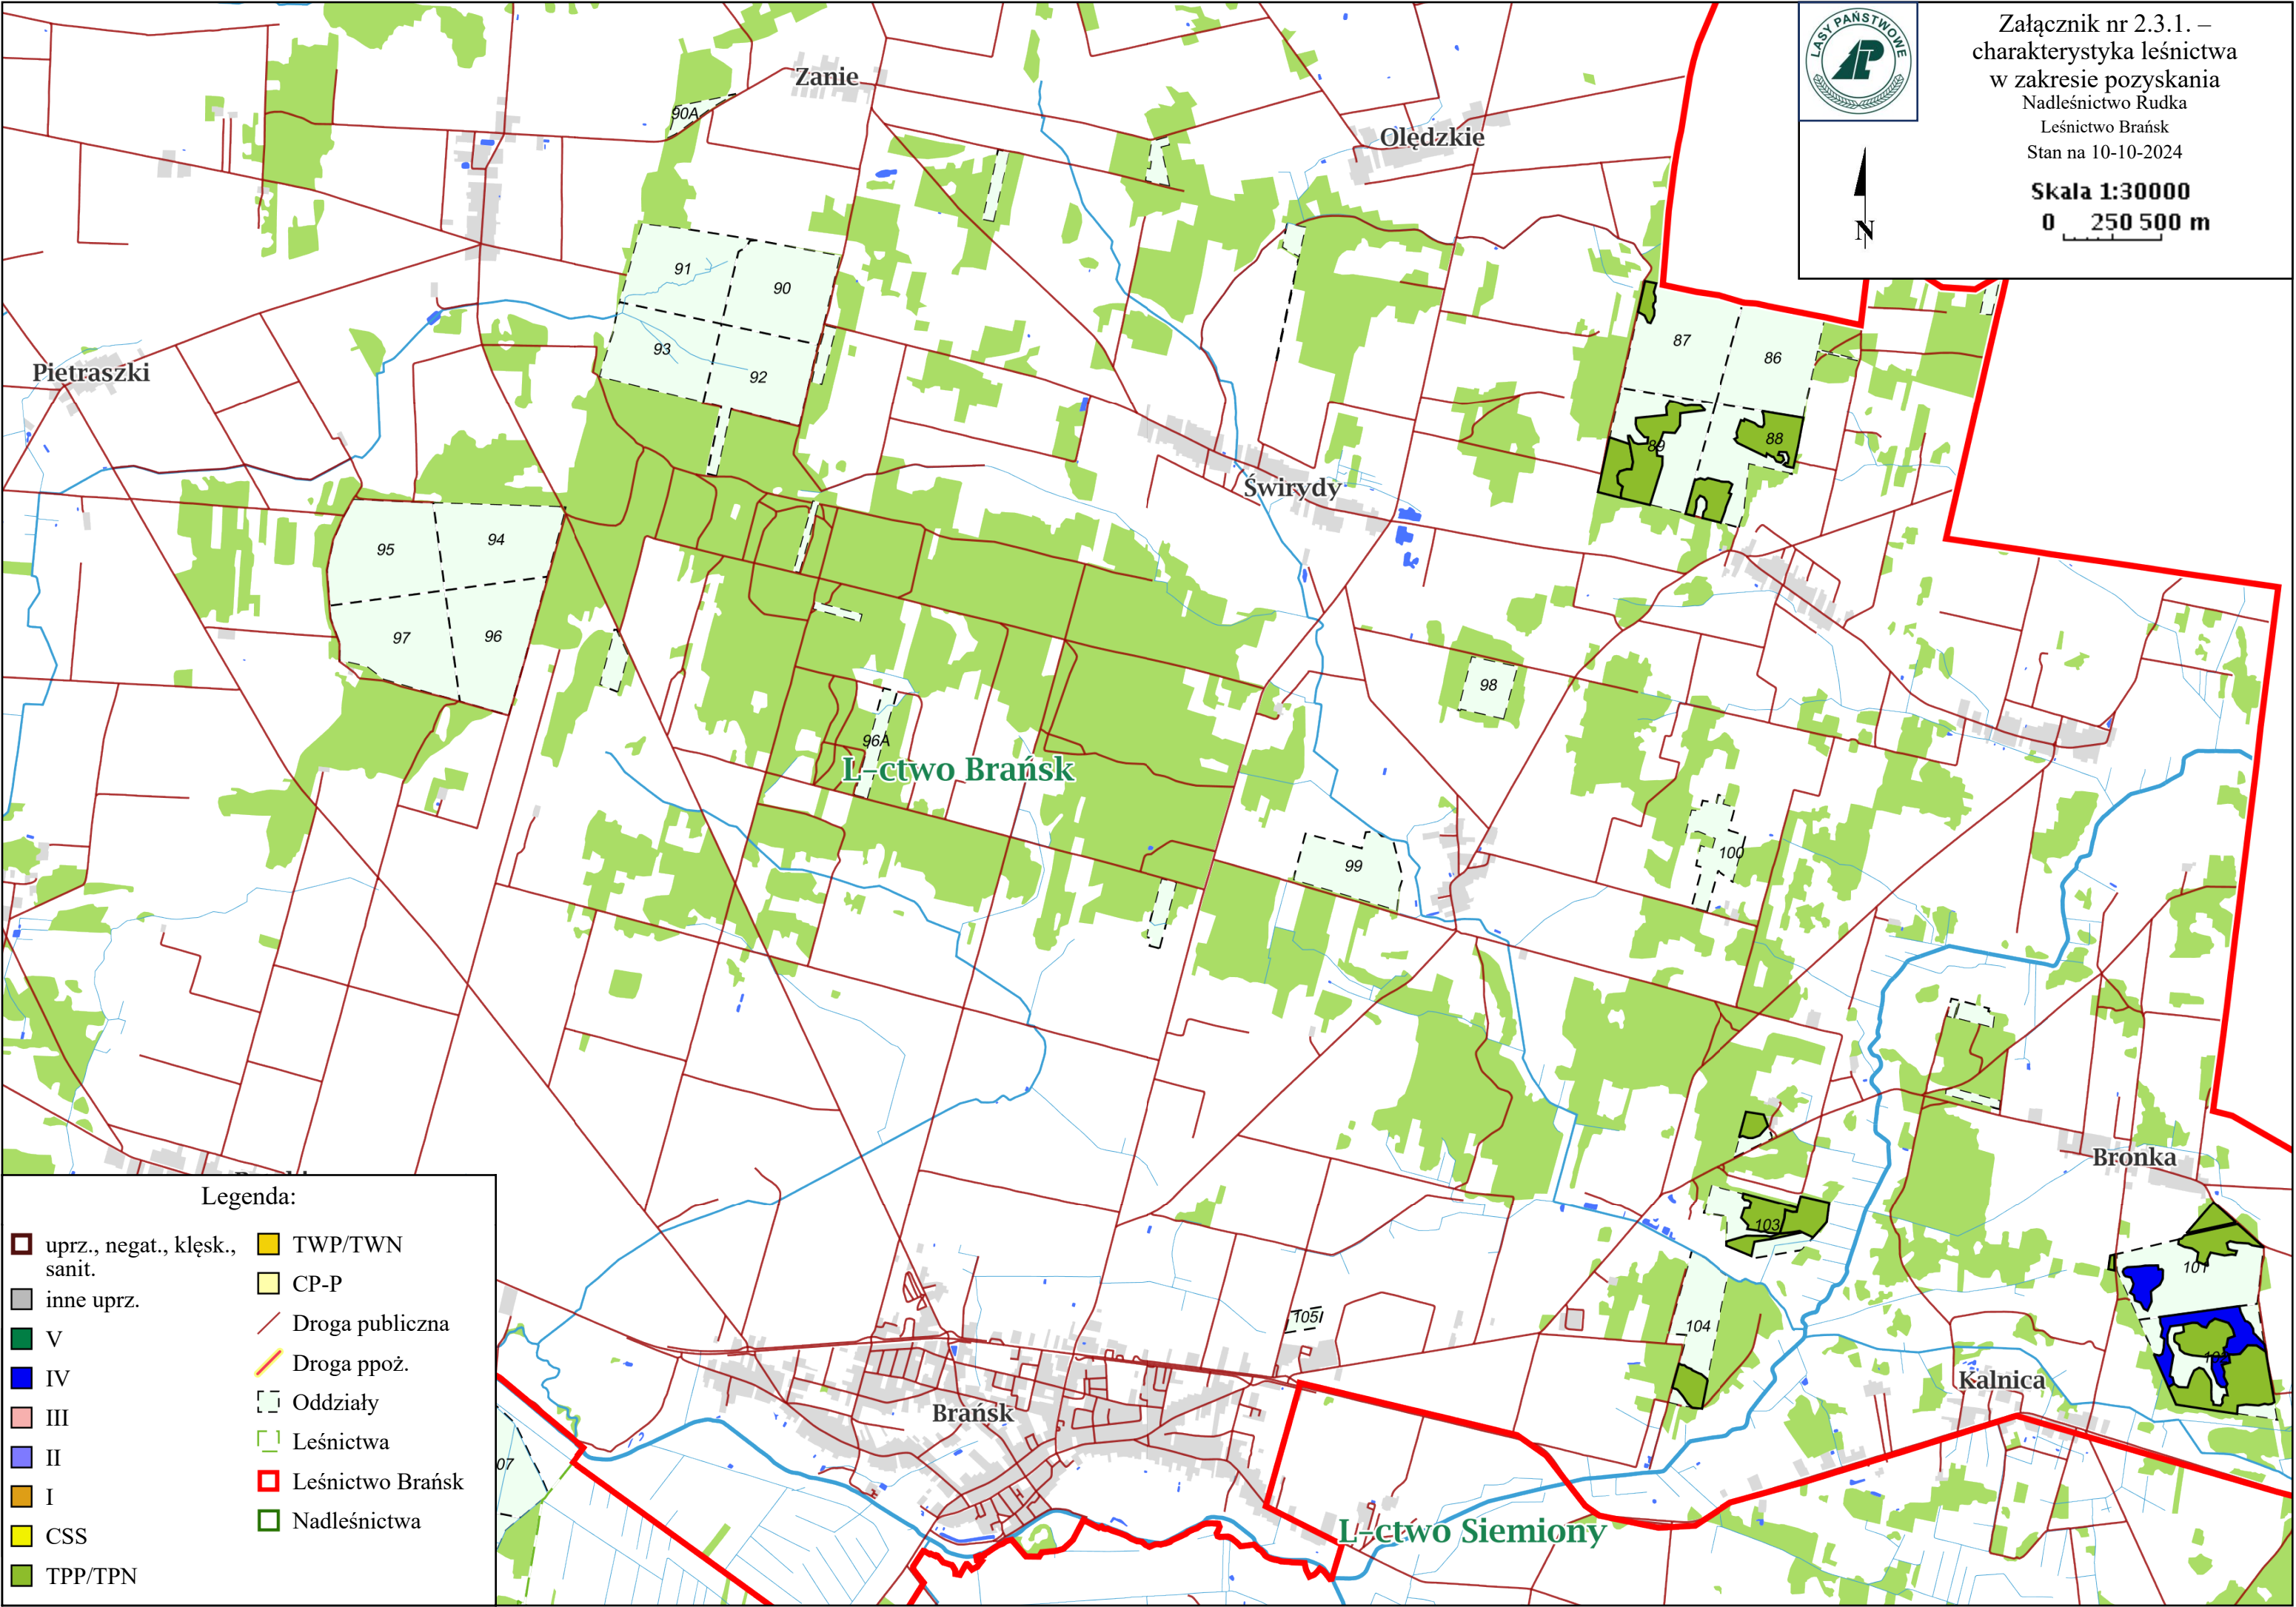 LASY PAŃSTWOWE
LP
Załącznik nr 2.3.1. –
charakterystyka leśnictwa
w zakresie pozyskania
Nadleśnictwo Rudka
Leśnictwo Brańsk
Stan na 10-10-2024
Skala 1:30000
0 250 500 m
N
Zanie
90A
Olędzkie
91
90
87
86
93
92
Pietraszki
89
88
Świrydy
95
94
97
96
98
96A
L-ctwo Brańsk
99
100
Bronka
103
101
105
104
102
Kalnica
Brańsk
07
L-ctwo Siemiony
Legenda:
uprz., negat., klęsk.,
sanit.
inne uprz.
V
IV
III
II
I
CSS
TPP/TPN
TWP/TWN
CP-P
Droga publiczna
Droga ppoż.
Oddziały
Leśnictwa
Leśnictwo Brańsk
Nadleśnictwa